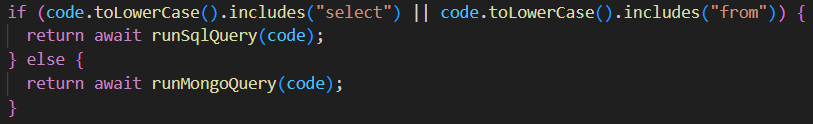 if (code.toLowerCase().includes("select") || code.toLowerCase().includes("from")) {
  return await runSqlQuery(code);
} else {
  return await runMongoQuery(code);
}